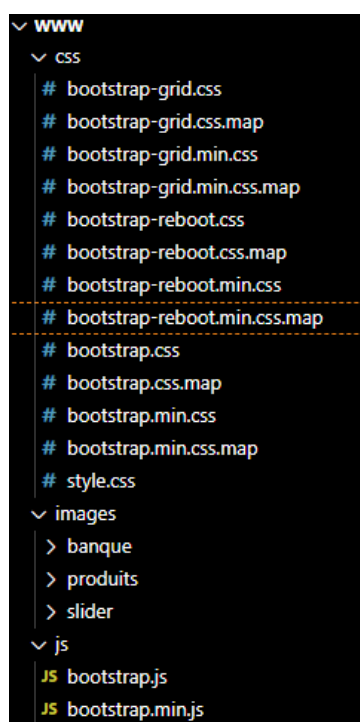 www
css
# bootstrap-grid.css
# bootstrap-grid.css.map
# bootstrap-grid.min.css
# bootstrap-grid.min.css.map
# bootstrap-reboot.css
# bootstrap-reboot.css.map
# bootstrap-reboot.min.css
# bootstrap-reboot.min.css.map
# bootstrap.css
# bootstrap.css.map
# bootstrap.min.css
# bootstrap.min.css.map
# style.css
images
banque
produits
slider
js
JS bootstrap.js
JS bootstrap.min.js